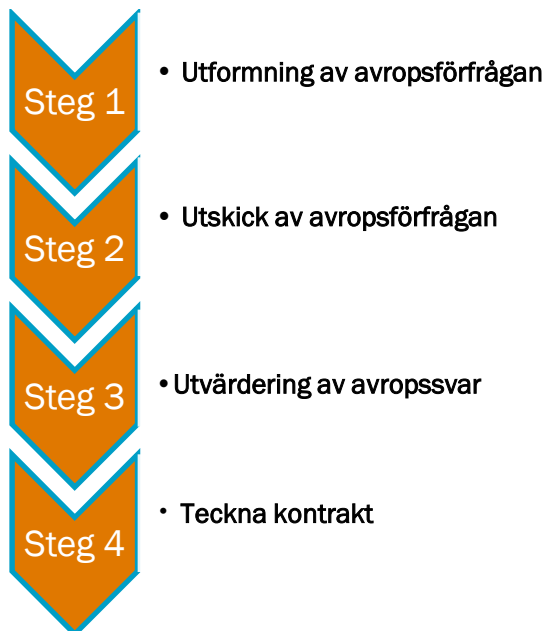 Steg 1
• Utformning av avropsförfrågan
Steg 2
• Utskick av avropsförfrågan
Steg 3
• Utvärdering av avropssvar
Steg 4
• Teckna kontrakt